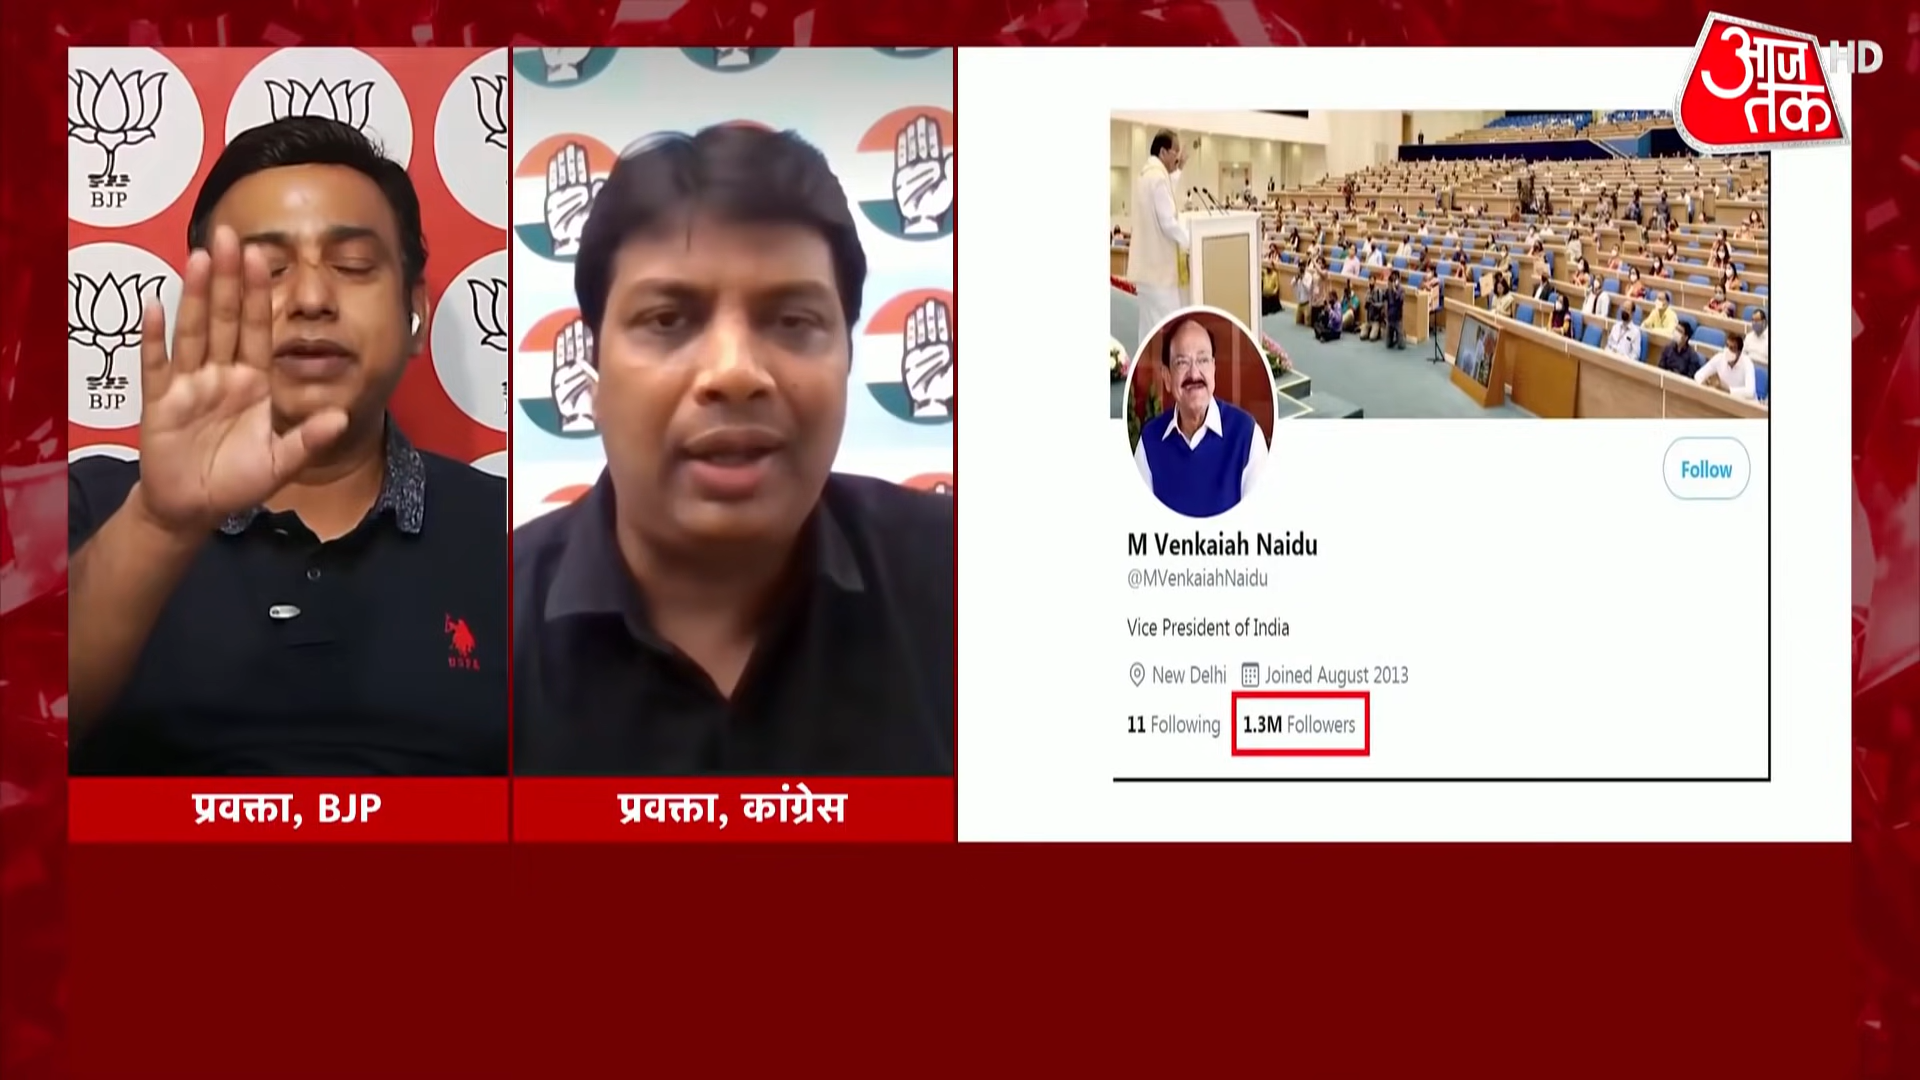 आज
तक
HD
BJP
BJP
U.S.P.A.
प्रवक्ता, BJP
प्रवक्ता, कांग्रेस
Follow
M Venkaiah Naidu
@MVenkaiahNaidu
Vice President of India
New Delhi Joined August 2013
11 Following 1.3M Followers